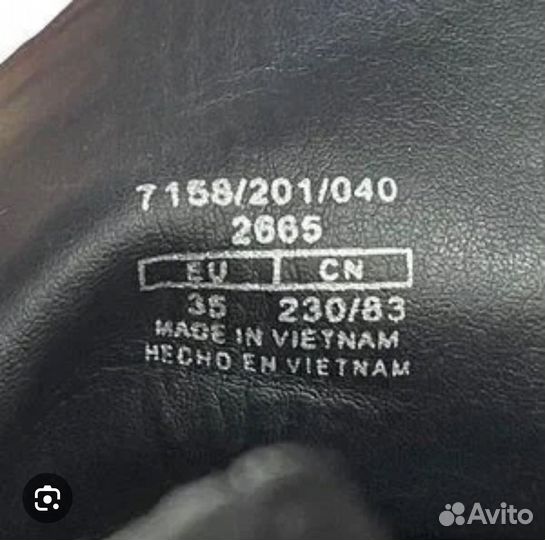 7158/201/040
2665
EU CN
35 230/83
MADE IN VIETNAM
HECHO EN VIETNAM
Avito